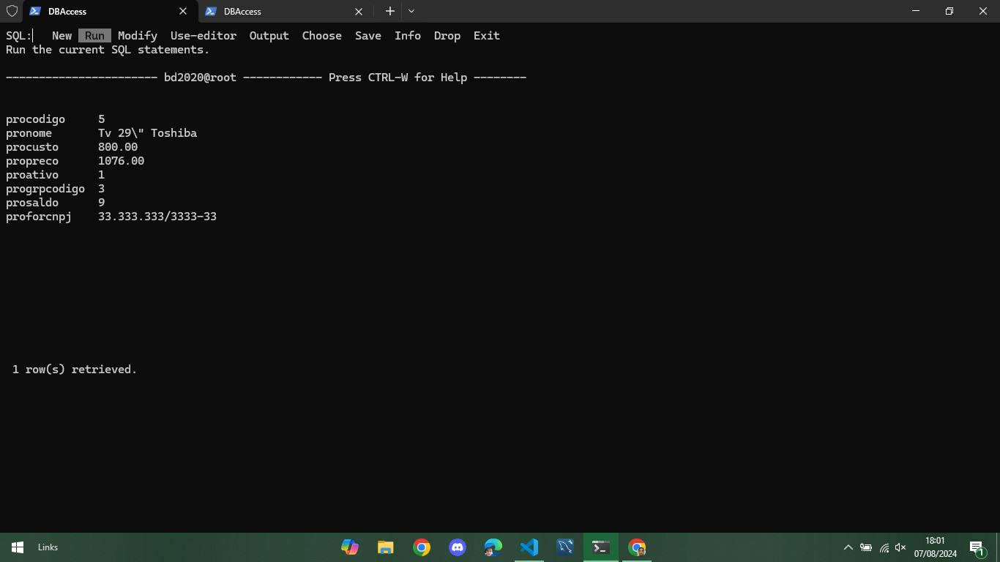 DBAccess
DBAccess
SQL: New Run Modify Use-editor Output Choose Save Info Drop Exit
Run the current SQL statements.
----------------------- bd2020@root ------------ Press CTRL-W for Help --------
procodigo 5
pronome Tv 29\" Toshiba
procusto 800.00
propreco 1076.00
proativo 1
progrpcodigo 3
prosaldo 9
proforcnpj 33.333.333/3333-33
1 row(s) retrieved.
Links
18:01
07/08/2024
1